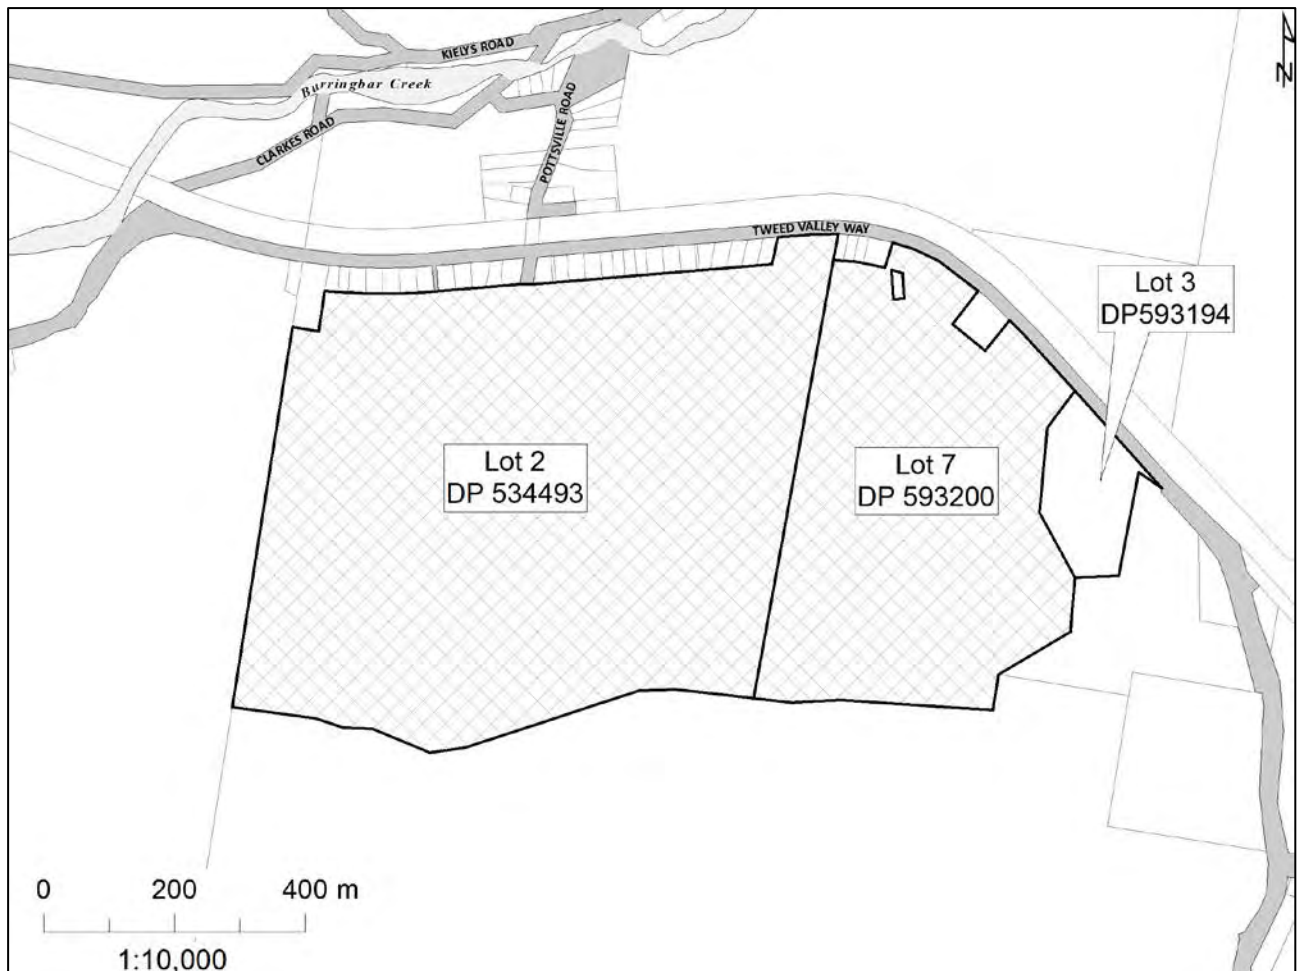 KIELYS ROAD
N
Burringbar Creek
CLARKES ROAD
POTTSVILLE ROAD
TWEED VALLEY WAY
Lot 3
DP593194
Lot 2
DP 534493
Lot 7
DP 593200
0 200 400 m
1:10,000